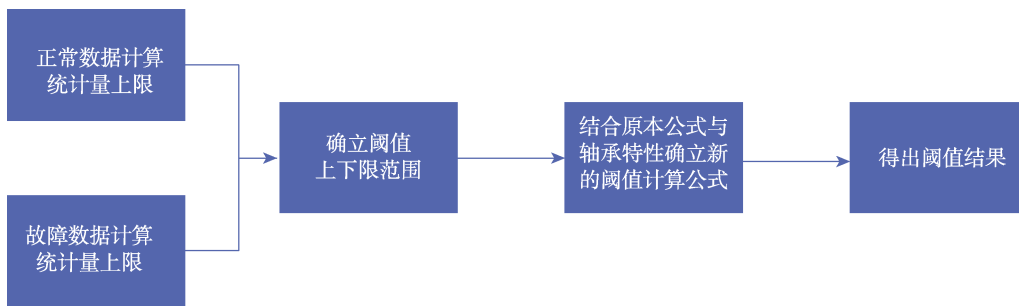 正常数据计算
统计量上限
故障数据计算
统计量上限
确立阈值
上下限范围
结合原本公式与
轴承特性确立新
的阈值计算公式
得出阈值结果